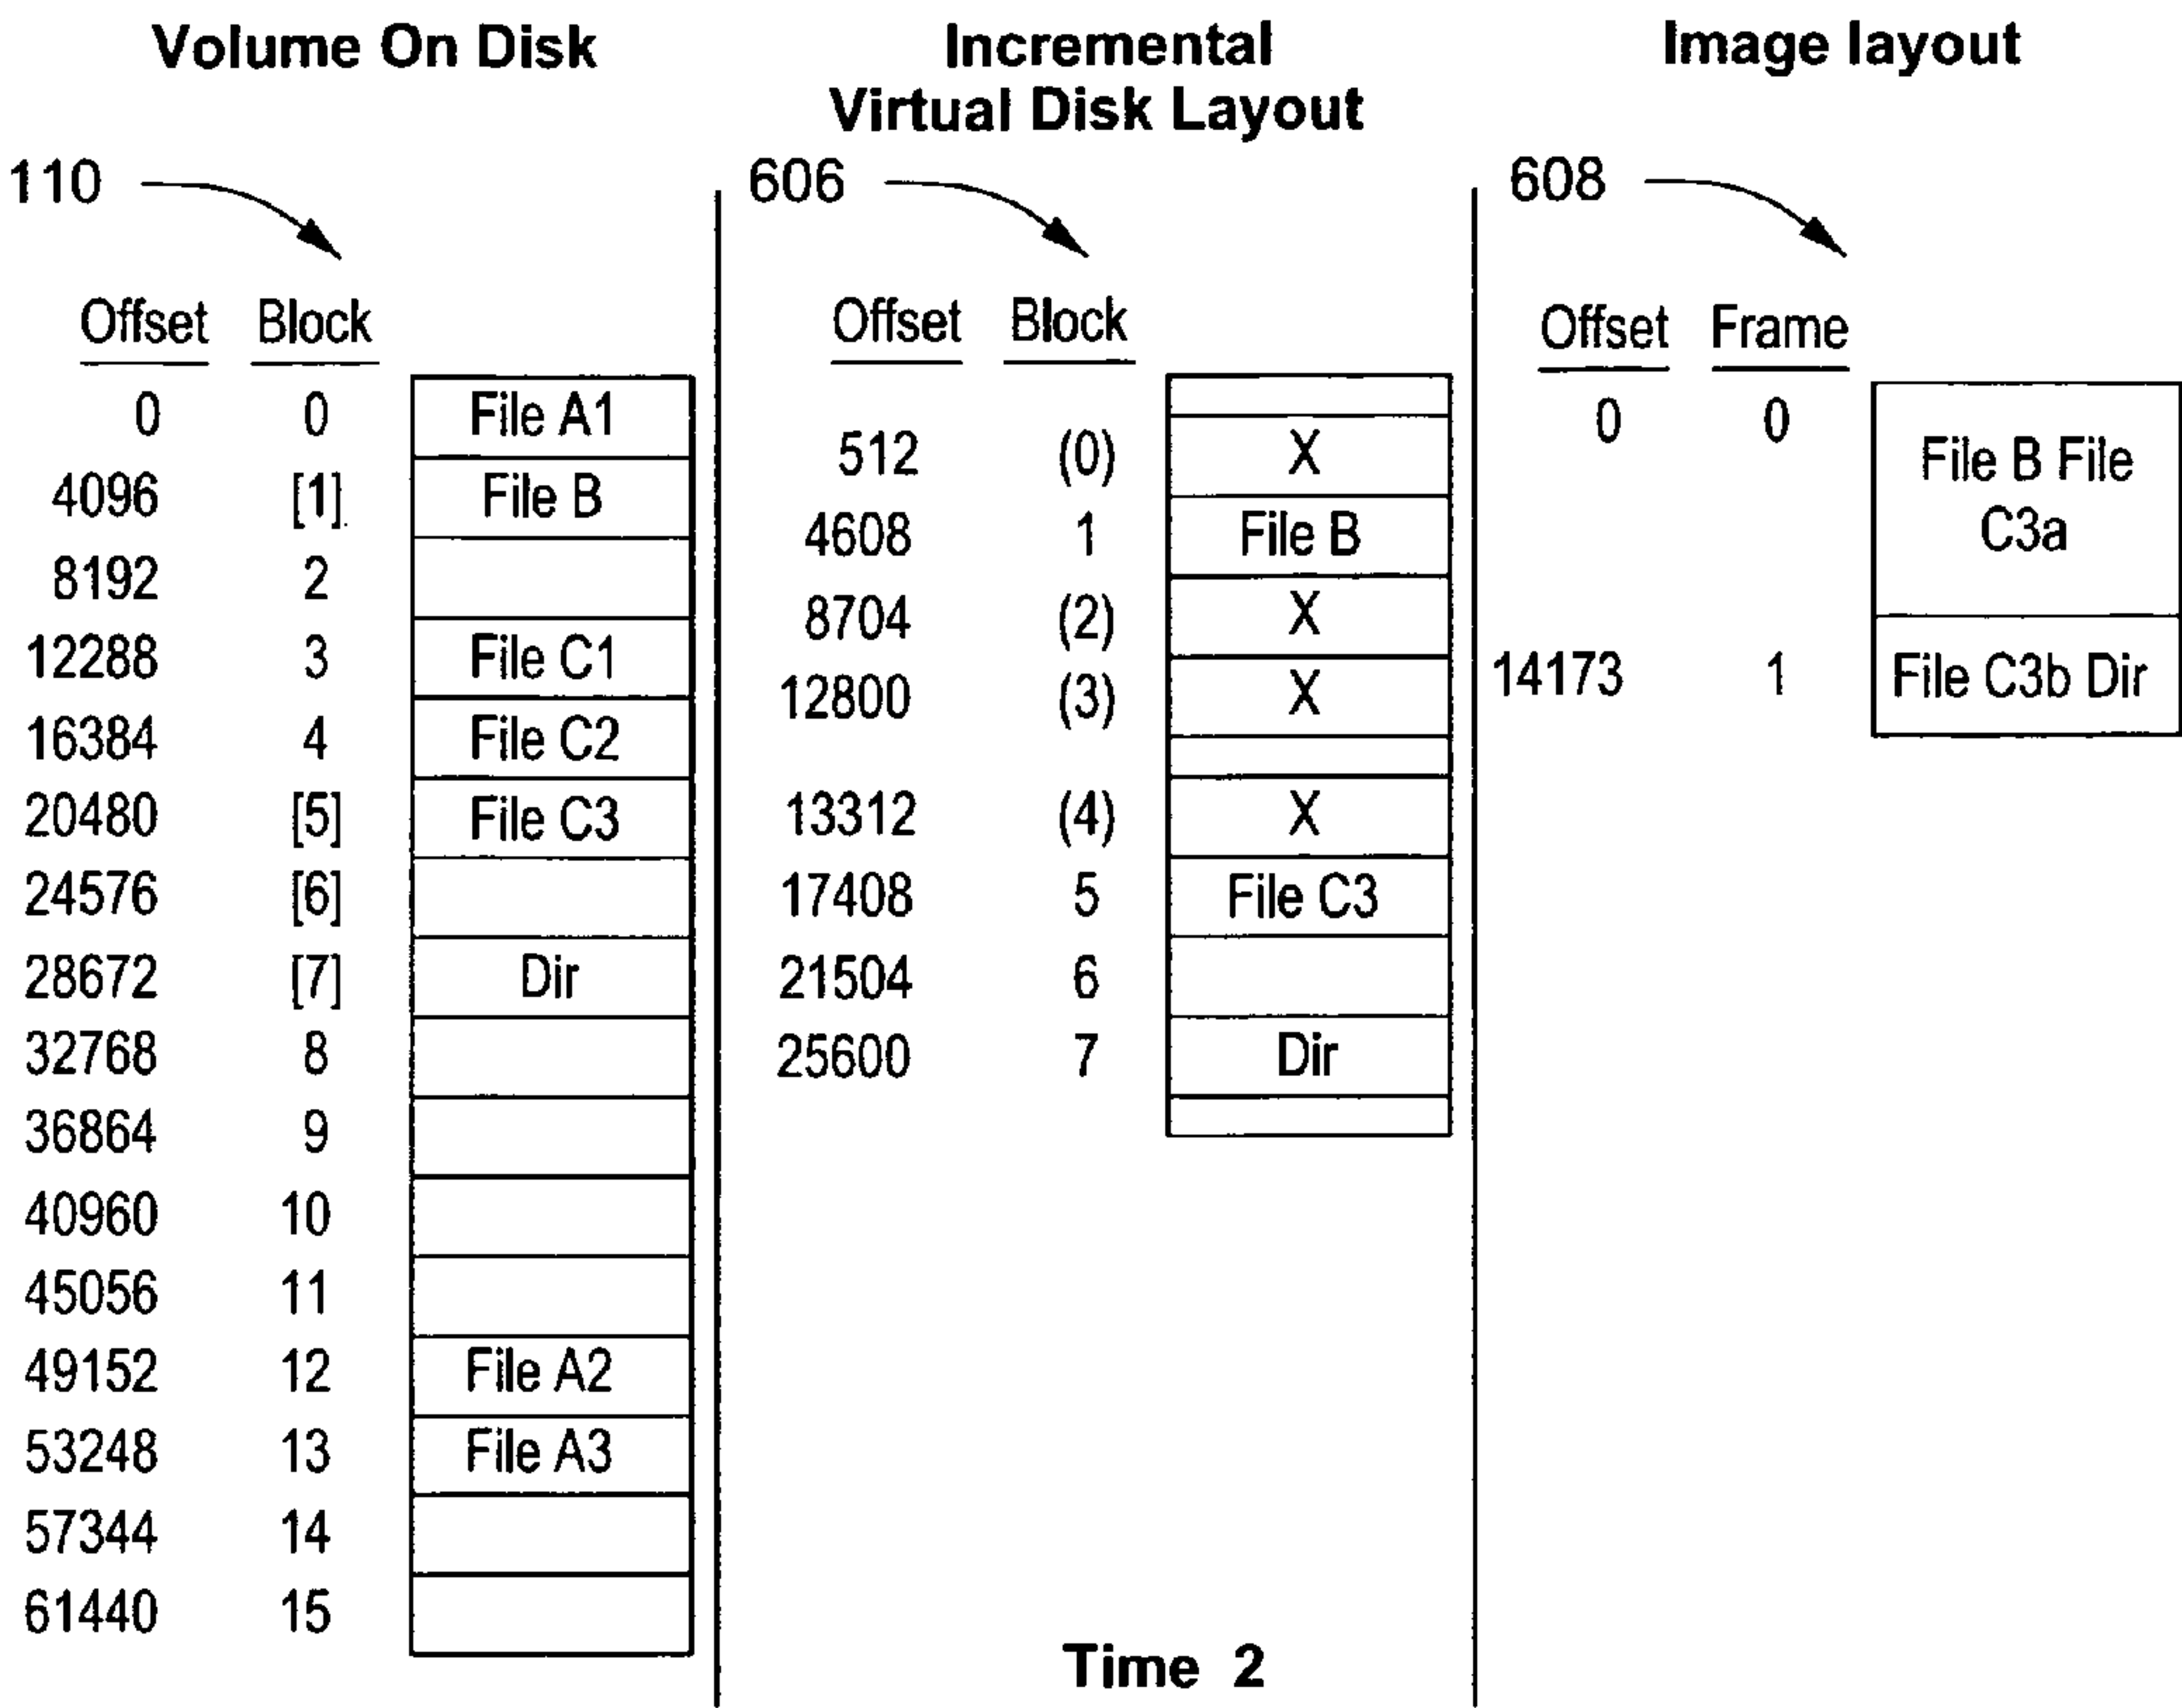 Volume On Disk
110
Offset Block
0 0 File A1
4096 [1] File B
8192 2
12288 3 File C1
16384 4 File C2
20480 [5] File C3
24576 [6]
28672 [7] Dir
32768 8
36864 9
40960 10
45056 11
49152 12 File A2
53248 13 File A3
57344 14
61440 15
Incremental
Virtual Disk Layout
606
Offset Block
512 (0) X
4608 1 File B
8704 (2) X
12800 (3) X
13312 (4) X
17408 5 File C3
21504 6
25600 7 Dir
Time 2
Image layout
608
Offset Frame
0 0 File B File
C3a
14173 1 File C3b Dir